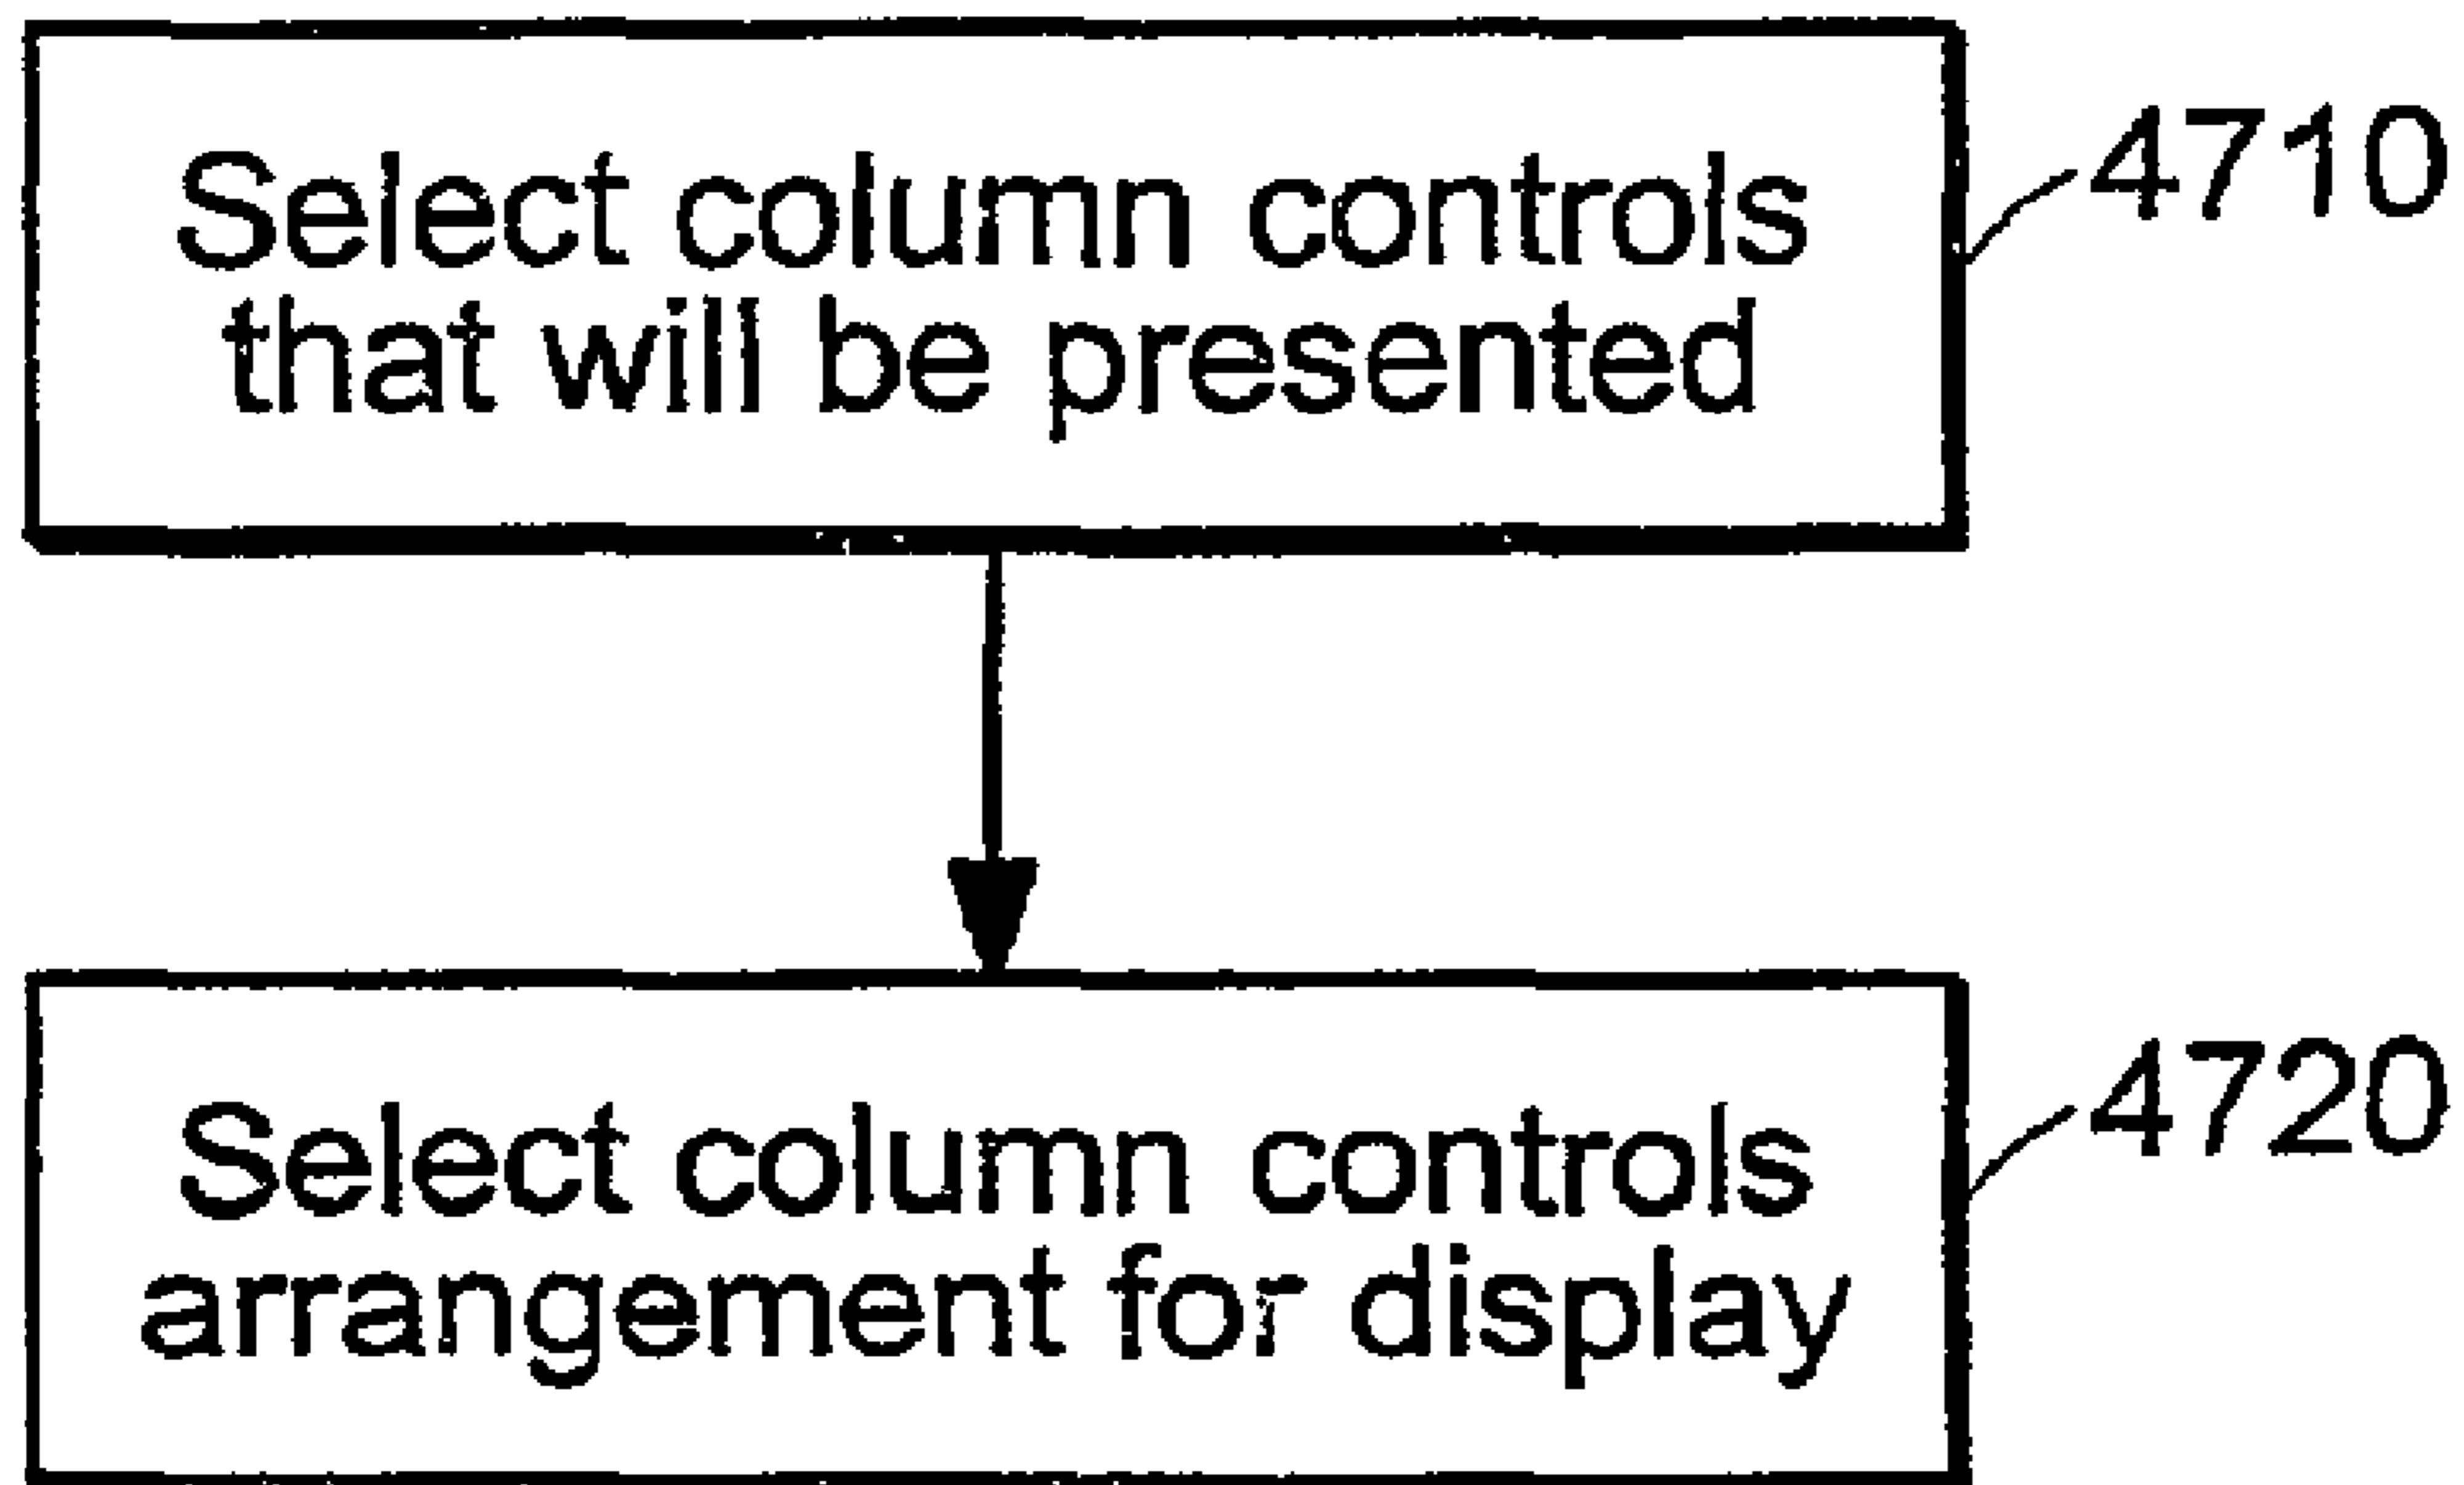 Select column controls
that will be presented
4710
Select column controls
arrangement for display
4720